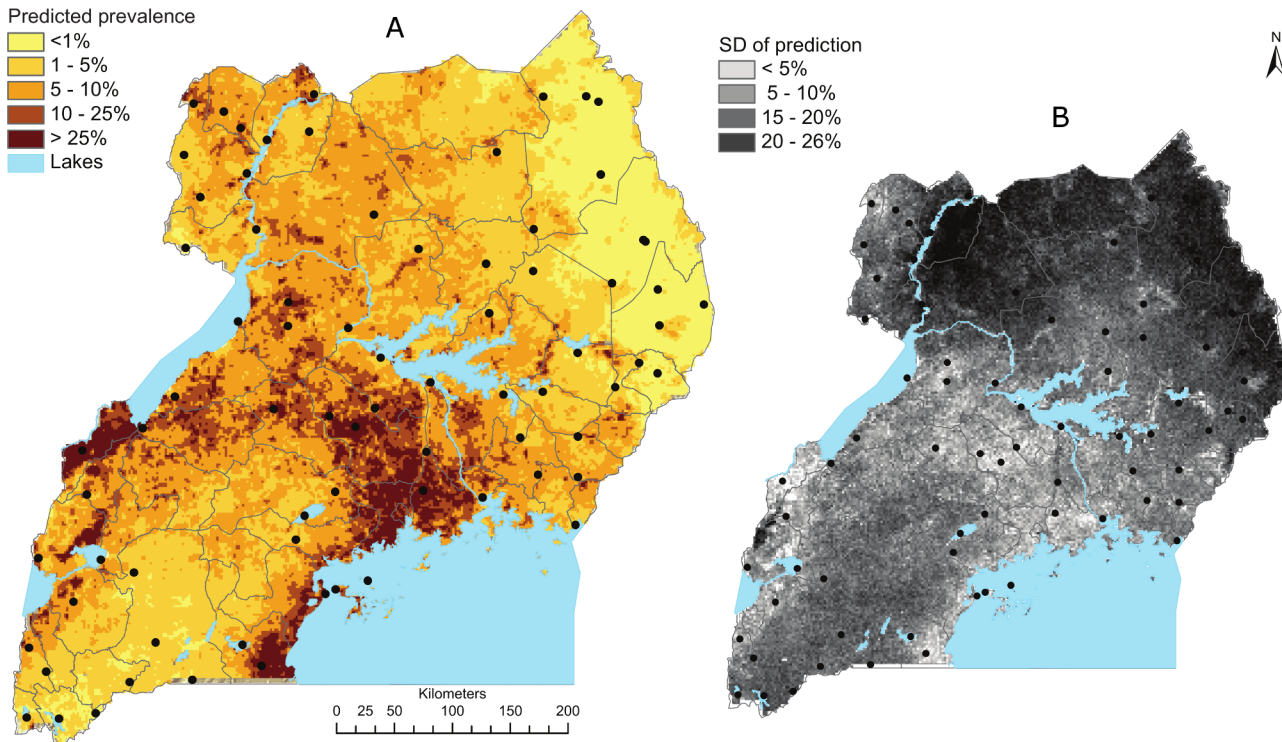 Predicted prevalence
<1%
1 - 5%
5 - 10%
10 - 25%
> 25%
Lakes
A
SD of prediction
< 5%
5 - 10%
15 - 20%
20 - 26%
B
N
Kilometers
0 25 50 100 150 200